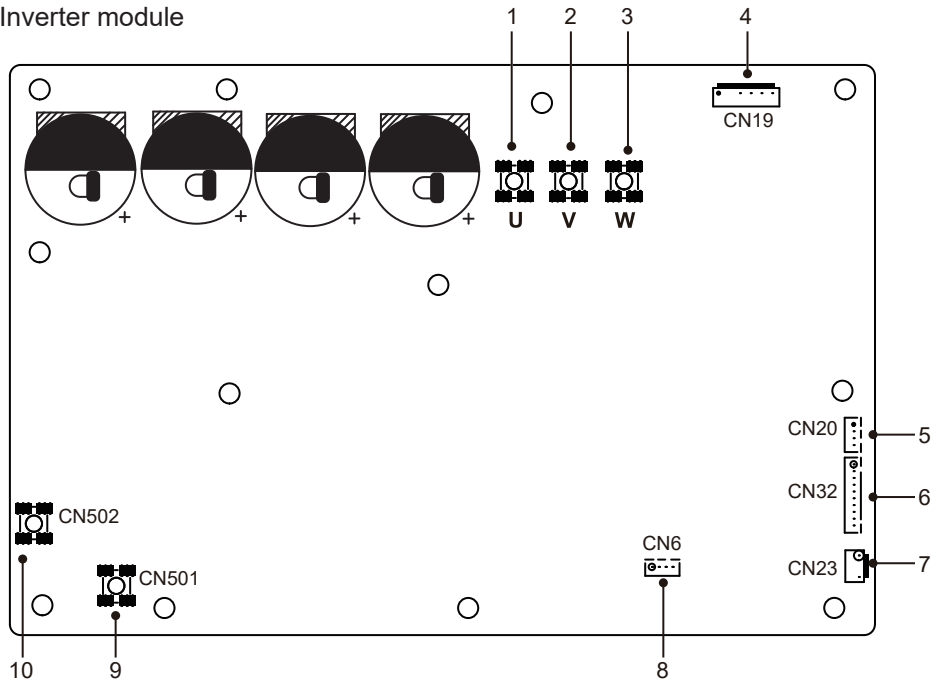 Inverter module
1 2 3 4
CN19
+ + + +
U V W
CN20 5
CN32 6
CN502
CN6
CN23 7
CN501
10 9 8